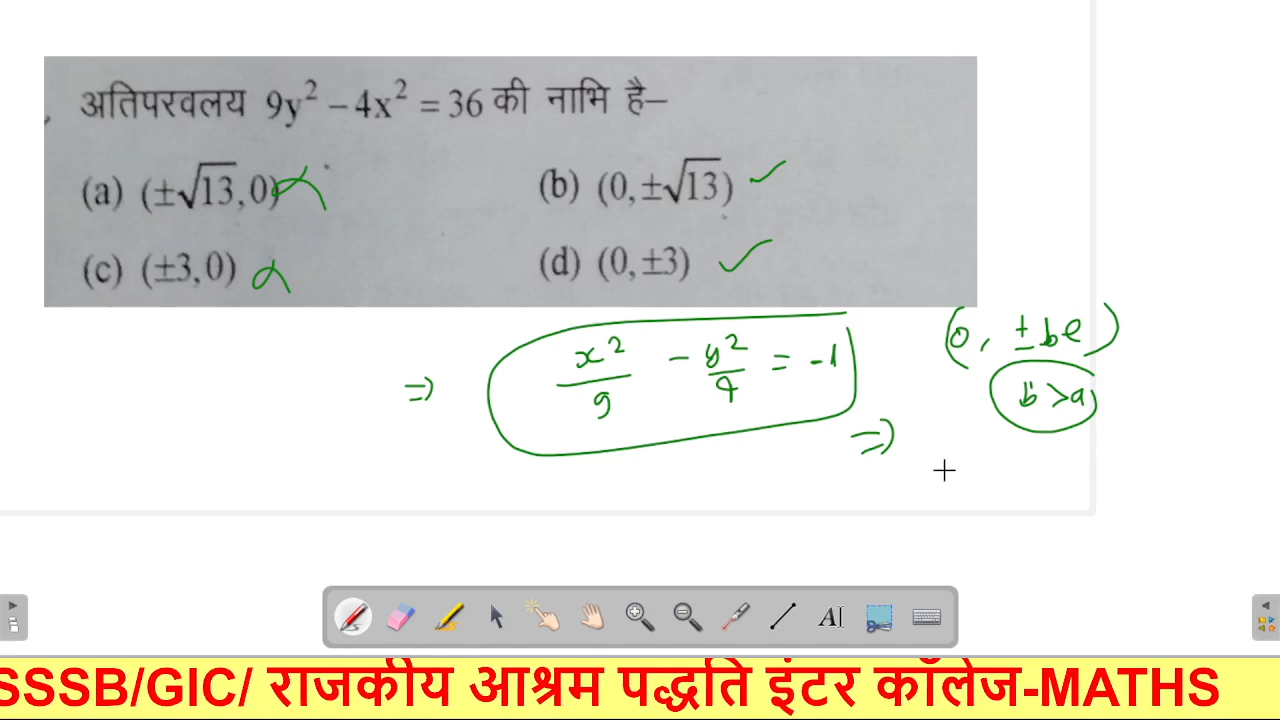 अतिपरवलय 9y² – 4x² = 36 की नाभि है–
(a) (±√13, 0)
(b) (0, ±√13)
(c) (±3, 0)
(d) (0, ±3)
(0, ±be)
⇒ x²/9 - y²/4 = -1
b > a
⇒
AI
SSSB/GIC/ राजकीय आश्रम पद्धति इंटर कॉलेज-MATHS